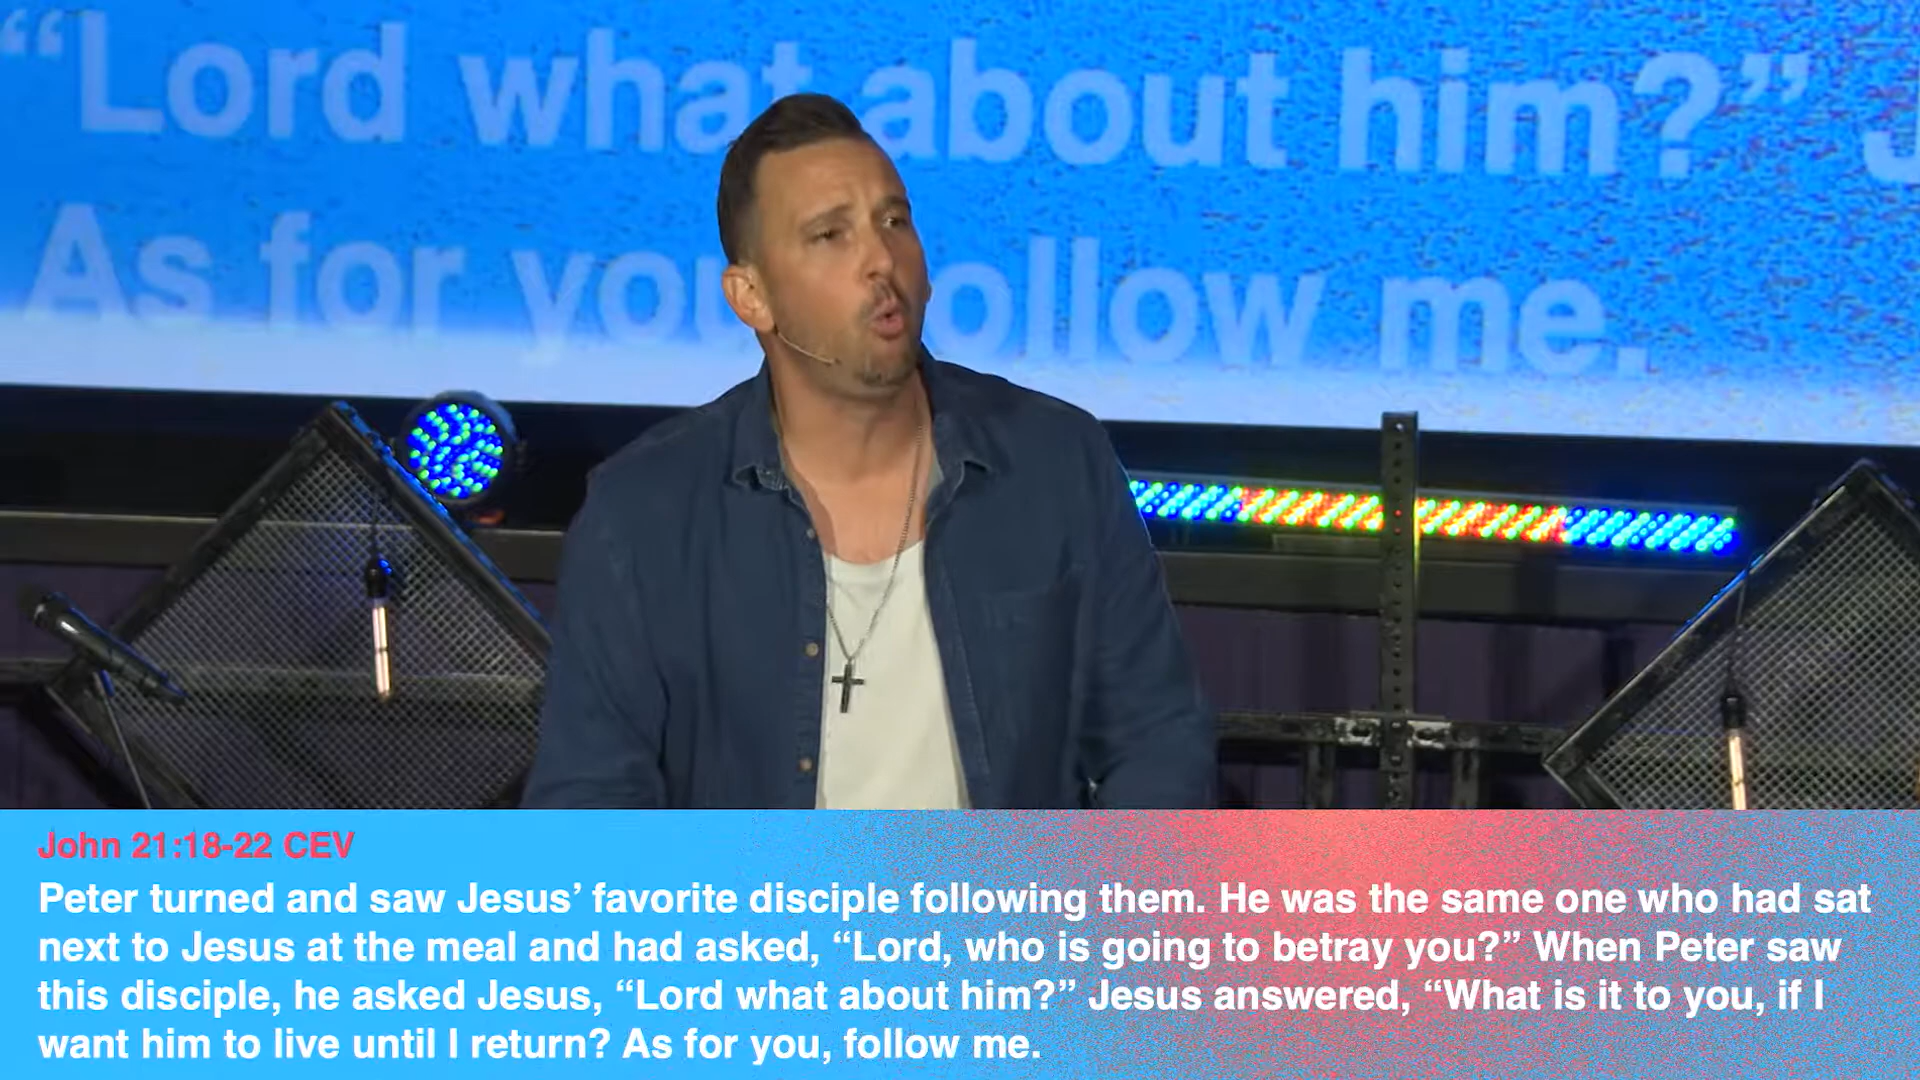 “Lord what about him?” J
As for you follow me.
John 21:18-22 CEV
Peter turned and saw Jesus’ favorite disciple following them. He was the same one who had sat
next to Jesus at the meal and had asked, “Lord, who is going to betray you?” When Peter saw
this disciple, he asked Jesus, “Lord what about him?” Jesus answered, “What is it to you, if I
want him to live until I return? As for you, follow me.